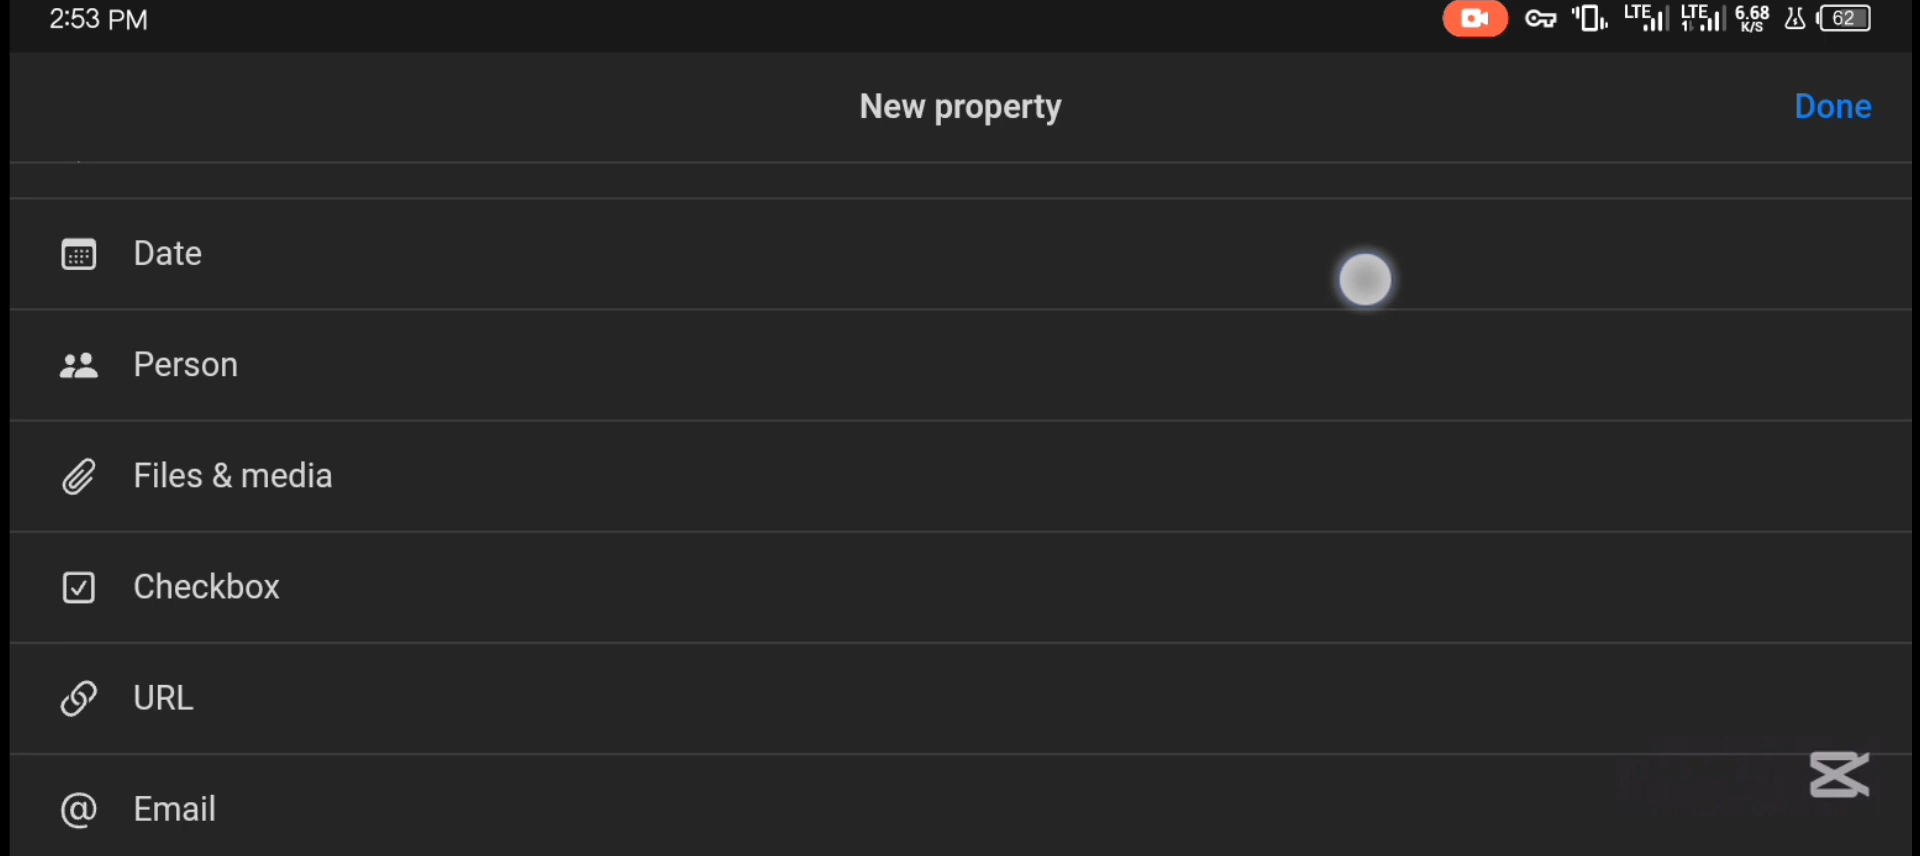 2:53 PM
LTE LTE 6.68 K/S 62
New property
Done
Date
Person
Files & media
Checkbox
URL
@ Email